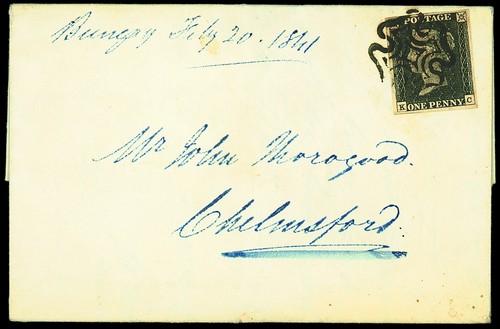 Bungay Feby 20. 1841
POSTAGE
K C
ONE PENNY
Mr John Thorogood.
Chelmsford.